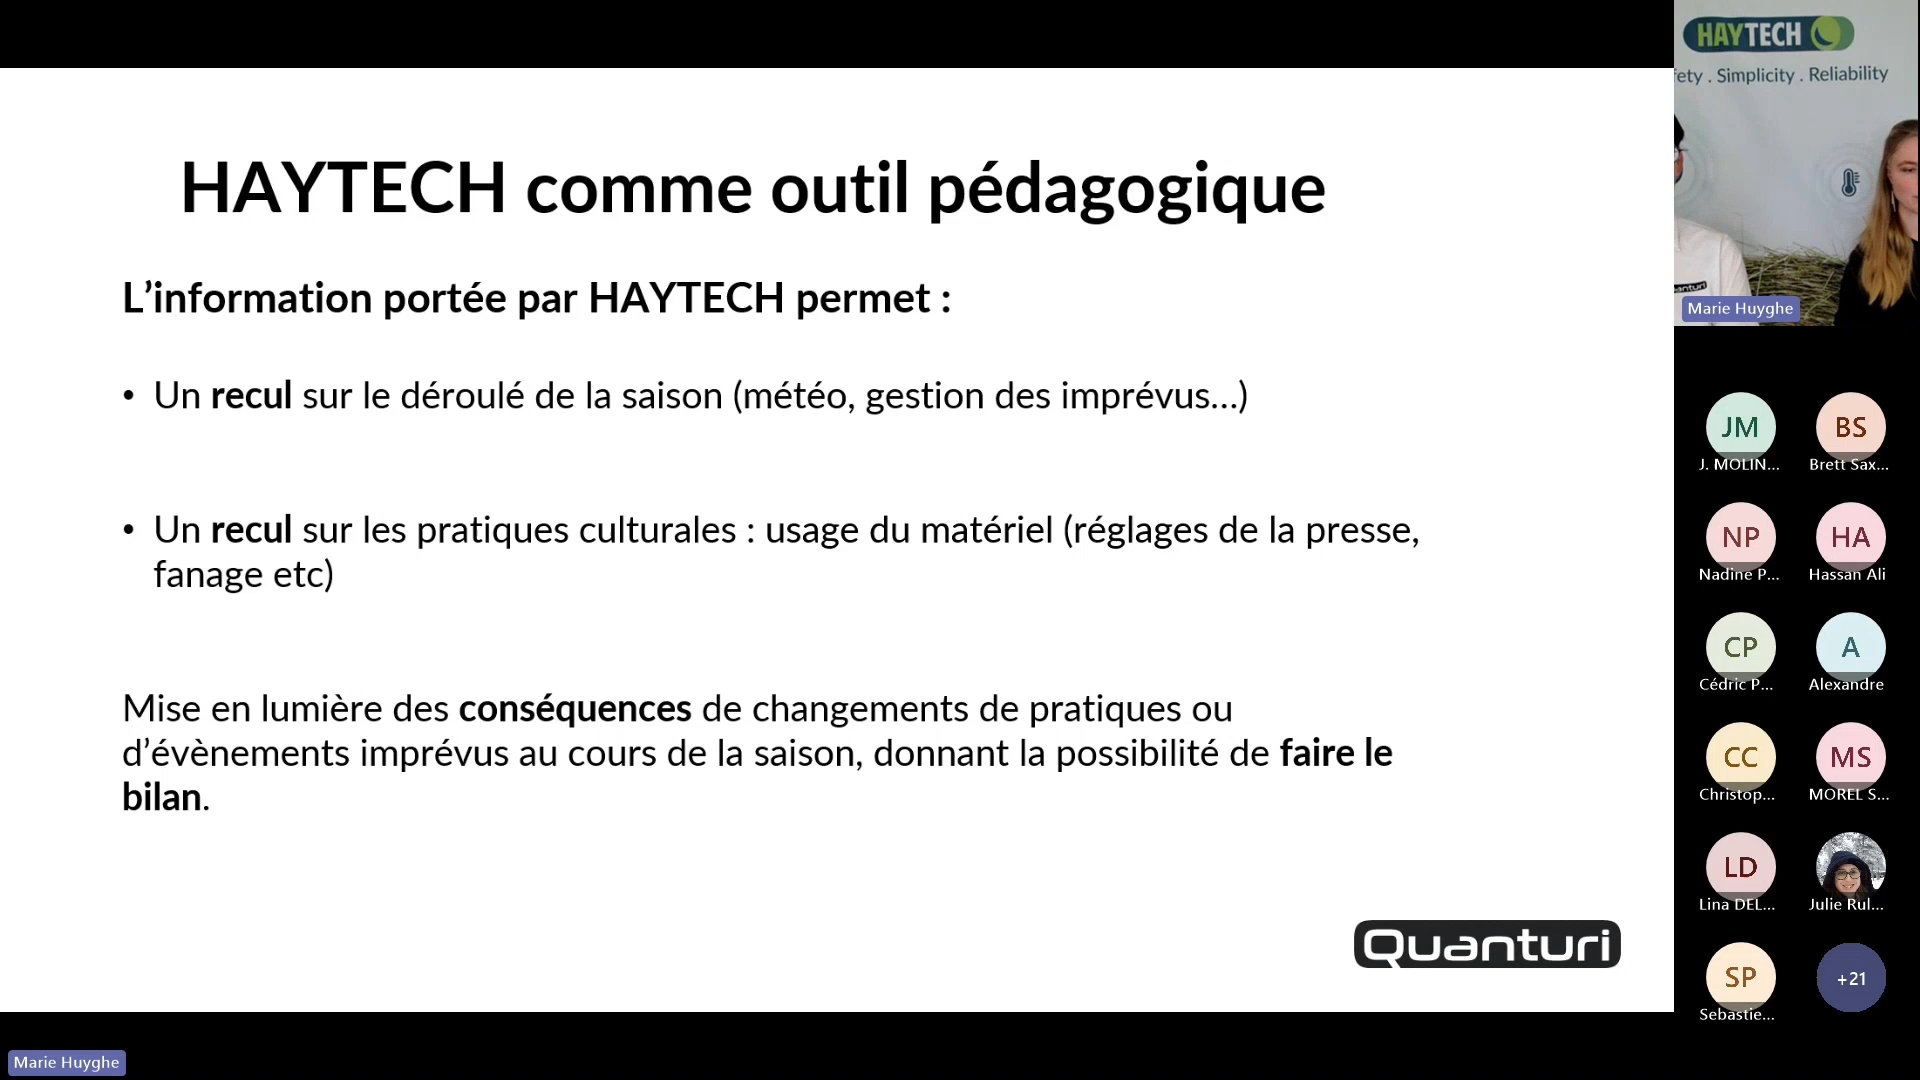 HAYTECH comme outil pédagogique
L’information portée par HAYTECH permet :
• Un recul sur le déroulé de la saison (météo, gestion des imprévus…)
• Un recul sur les pratiques culturales : usage du matériel (réglages de la presse,
fanage etc)
Mise en lumière des conséquences de changements de pratiques ou
d’évènements imprévus au cours de la saison, donnant la possibilité de faire le
bilan.
Quanturi
HAYTECH
ety . Simplicity . Reliability
anturi
Marie Huyghe
JM
J. MOLIN...
BS
Brett Sax...
NP
Nadine P...
HA
Hassan Ali
CP
Cédric P...
A
Alexandre
CC
Christop...
MS
MOREL S...
LD
Lina DEL...
Julie Rul...
SP
Sebastie...
+21
Marie Huyghe